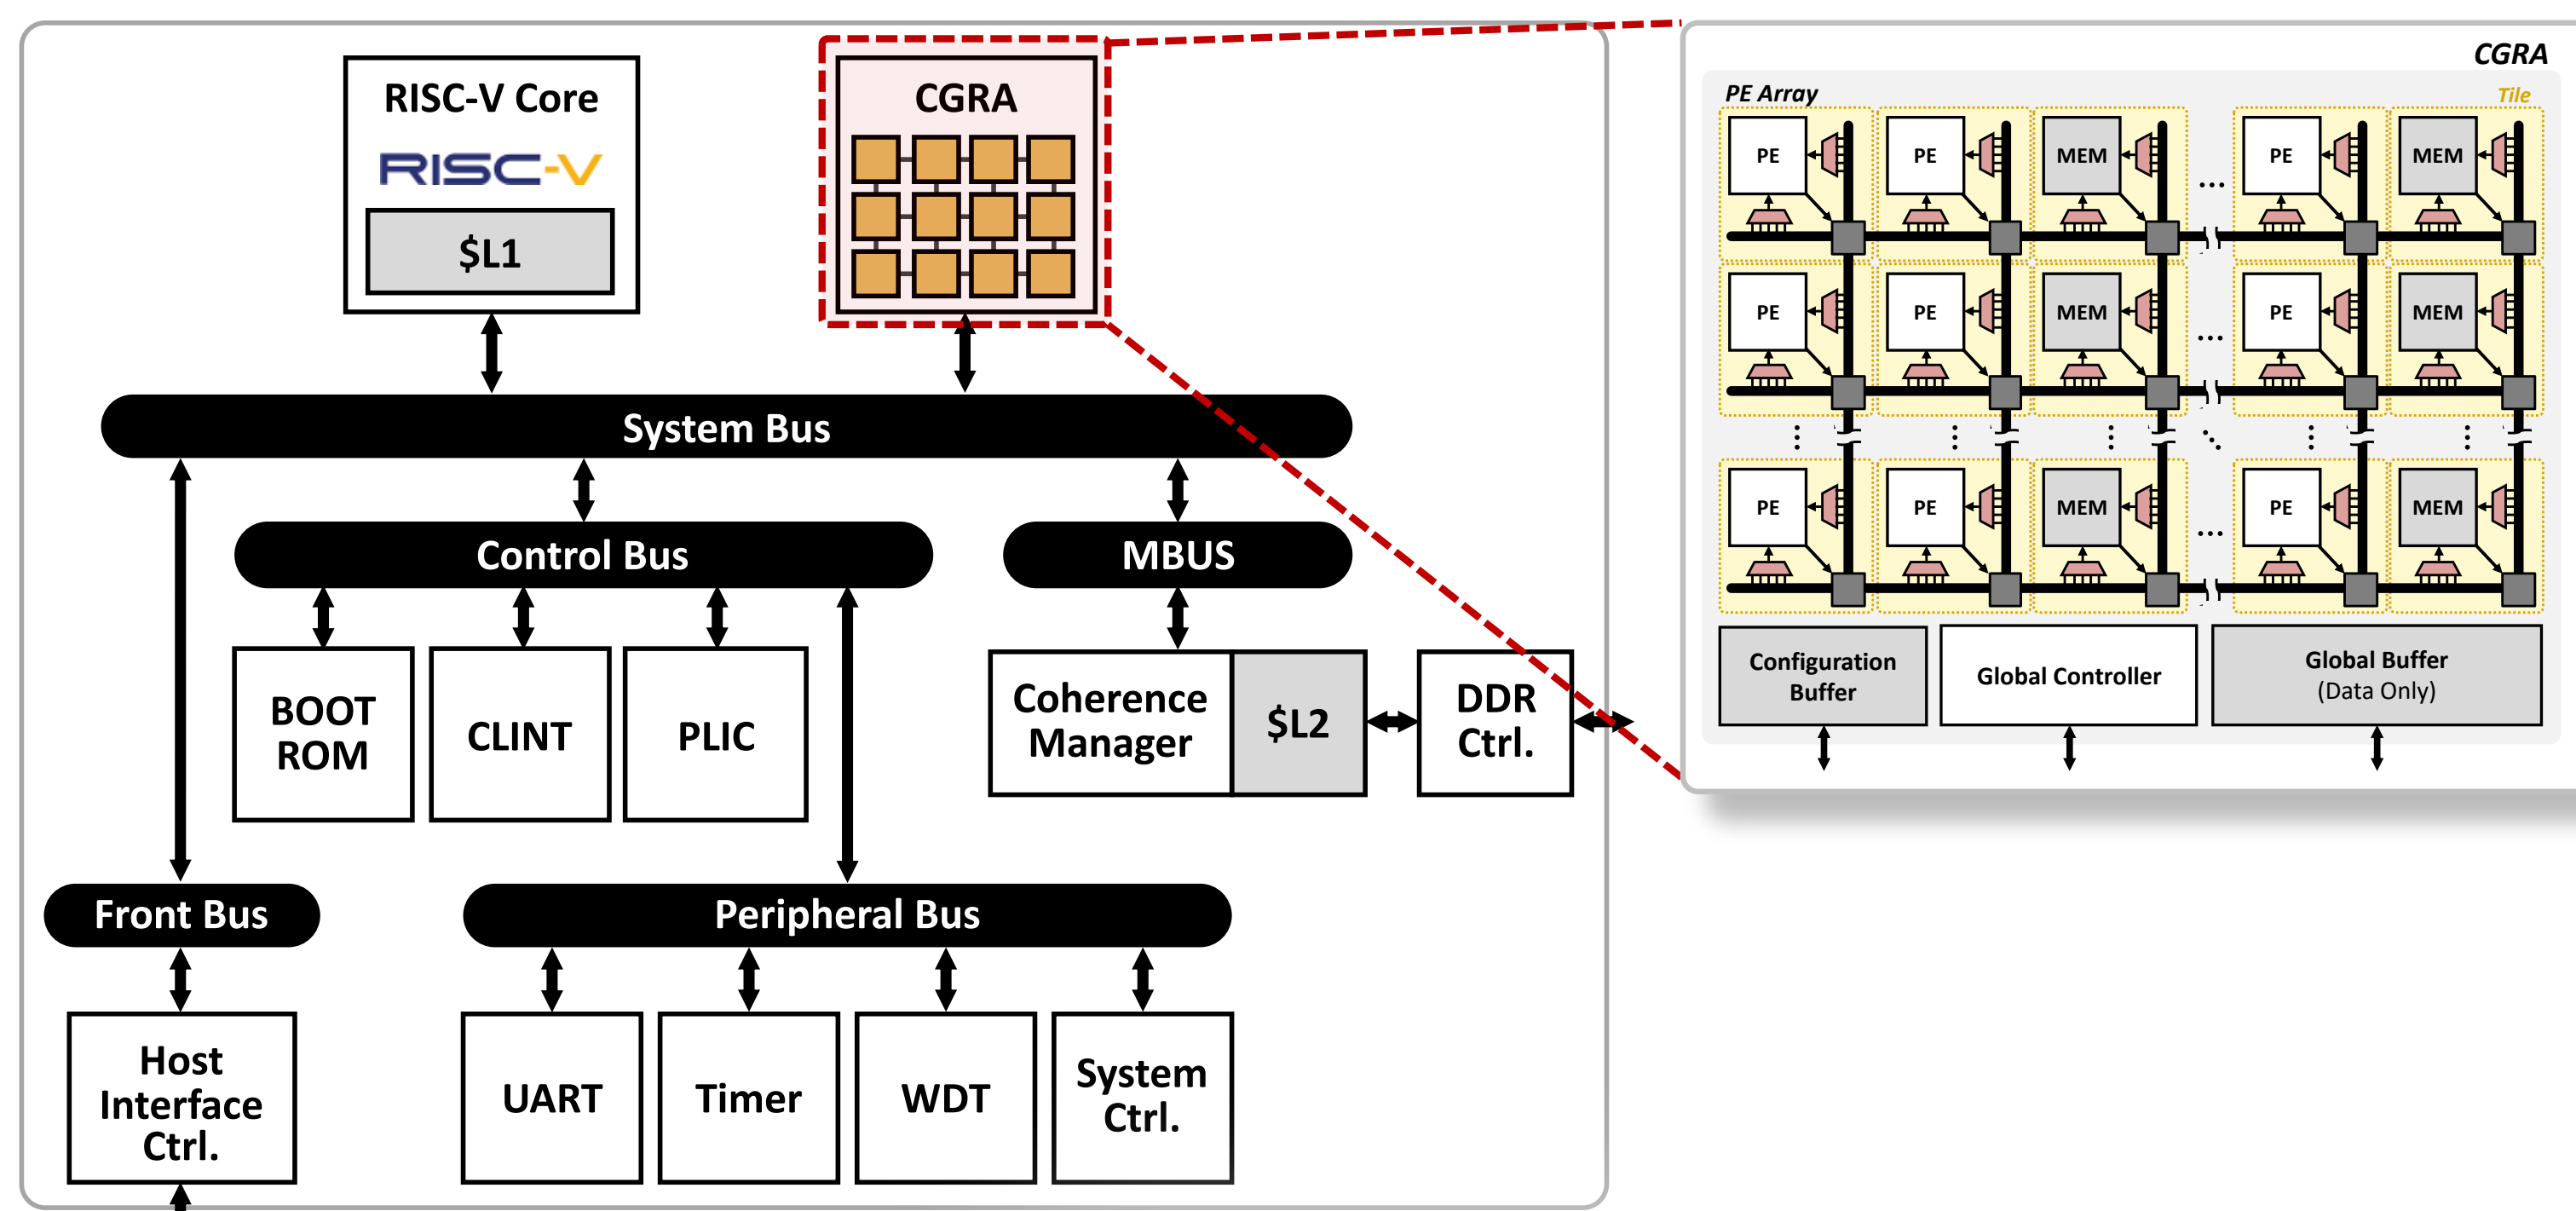 RISC-V Core
RISC-V
$L1
CGRA
System Bus
Control Bus
MBUS
BOOT
ROM
CLINT
PLIC
Coherence
Manager
$L2
DDR
Ctrl.
Front Bus
Peripheral Bus
Host
Interface
Ctrl.
UART
Timer
WDT
System
Ctrl.
CGRA
PE Array
Tile
PE PE MEM ... PE MEM
PE PE MEM ... PE MEM
PE PE MEM ... PE MEM
Configuration
Buffer
Global Controller
Global Buffer
(Data Only)